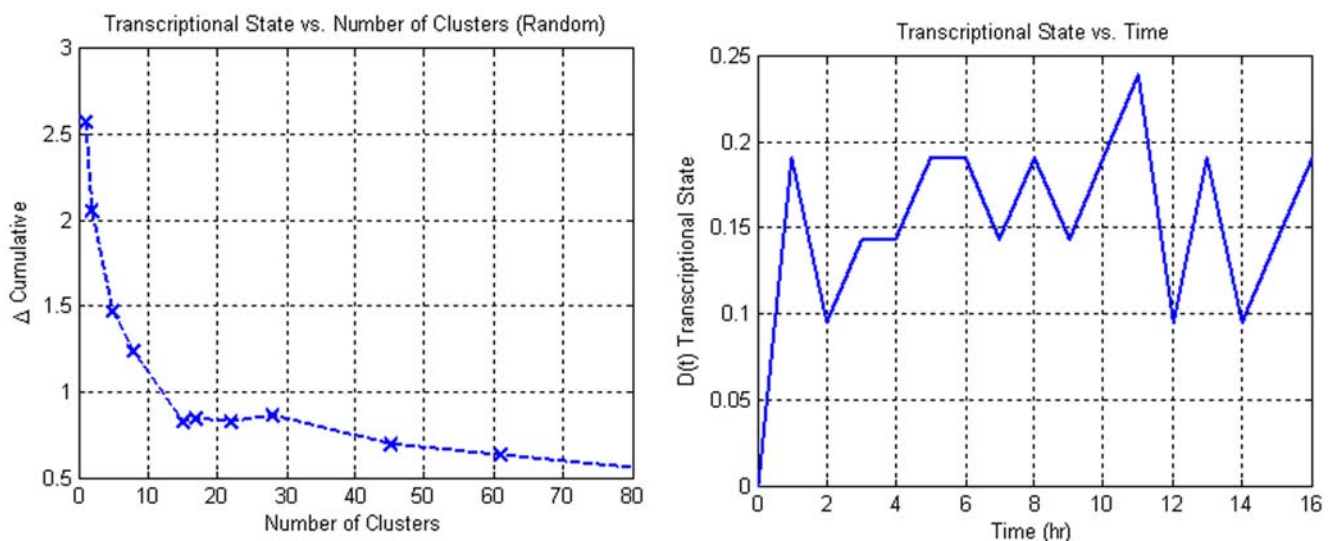 Transcriptional State vs. Number of Clusters (Random)
3
2.5
2
1.5
1
0.5
Δ Cumulative
0 10 20 30 40 50 60 70 80
Number of Clusters
Transcriptional State vs. Time
0.25
0.2
0.15
0.1
0.05
0
D(t) Transcriptional State
0 2 4 6 8 10 12 14 16
Time (hr)